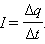 I = Δq / Δt.